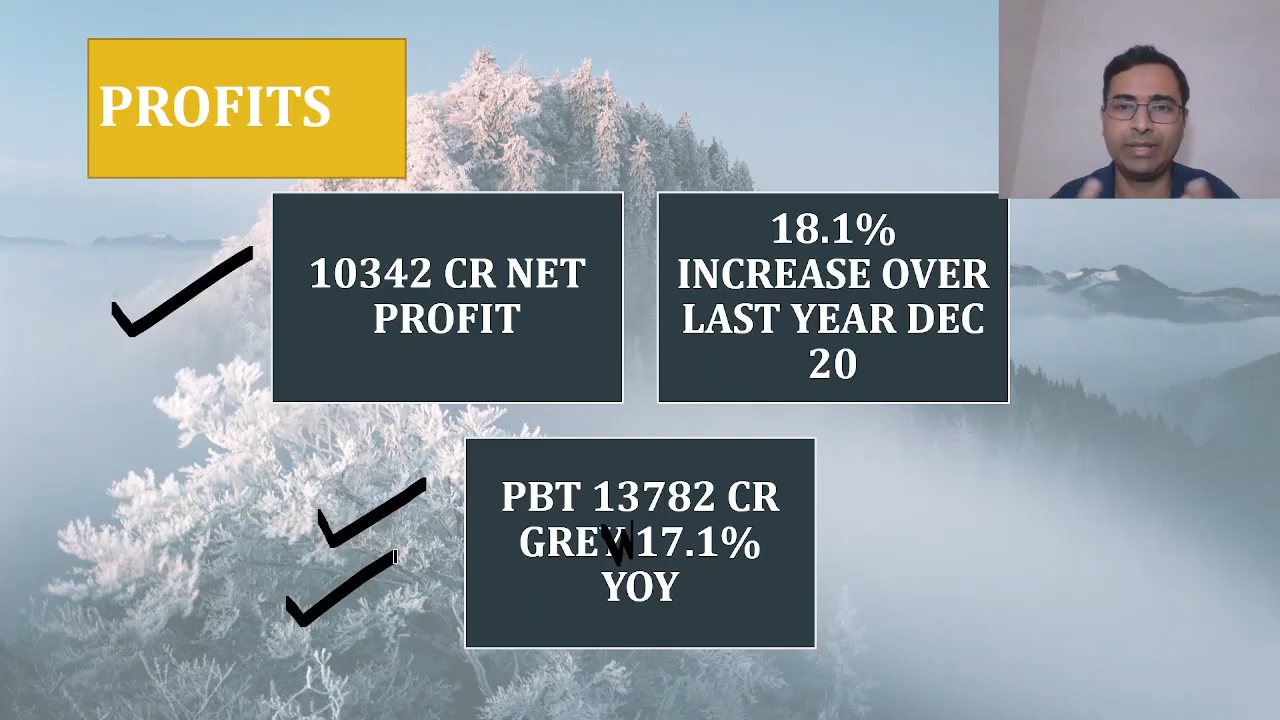 PROFITS
10342 CR NET
PROFIT
18.1%
INCREASE OVER
LAST YEAR DEC
20
PBT 13782 CR
GREY 17.1%
YOY
W